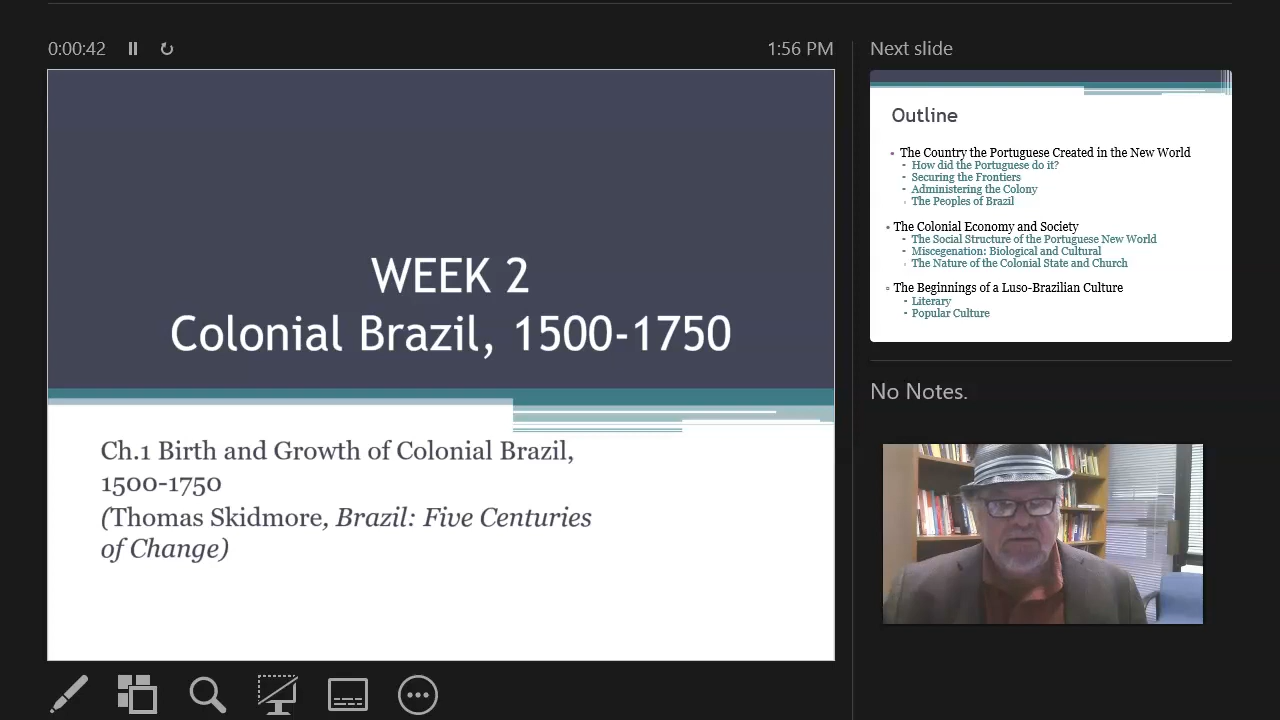 0:00:42
1:56 PM
Next slide
WEEK 2
Colonial Brazil, 1500-1750
Ch.1 Birth and Growth of Colonial Brazil,
1500-1750
(Thomas Skidmore, Brazil: Five Centuries
of Change)
Outline
• The Country the Portuguese Created in the New World
- How did the Portuguese do it?
- Securing the Frontiers
- Administering the Colony
The Peoples of Brazil
• The Colonial Economy and Society
- The Social Structure of the Portuguese New World
- Miscegenation: Biological and Cultural
The Nature of the Colonial State and Church
▫ The Beginnings of a Luso-Brazilian Culture
- Literary
- Popular Culture
No Notes.